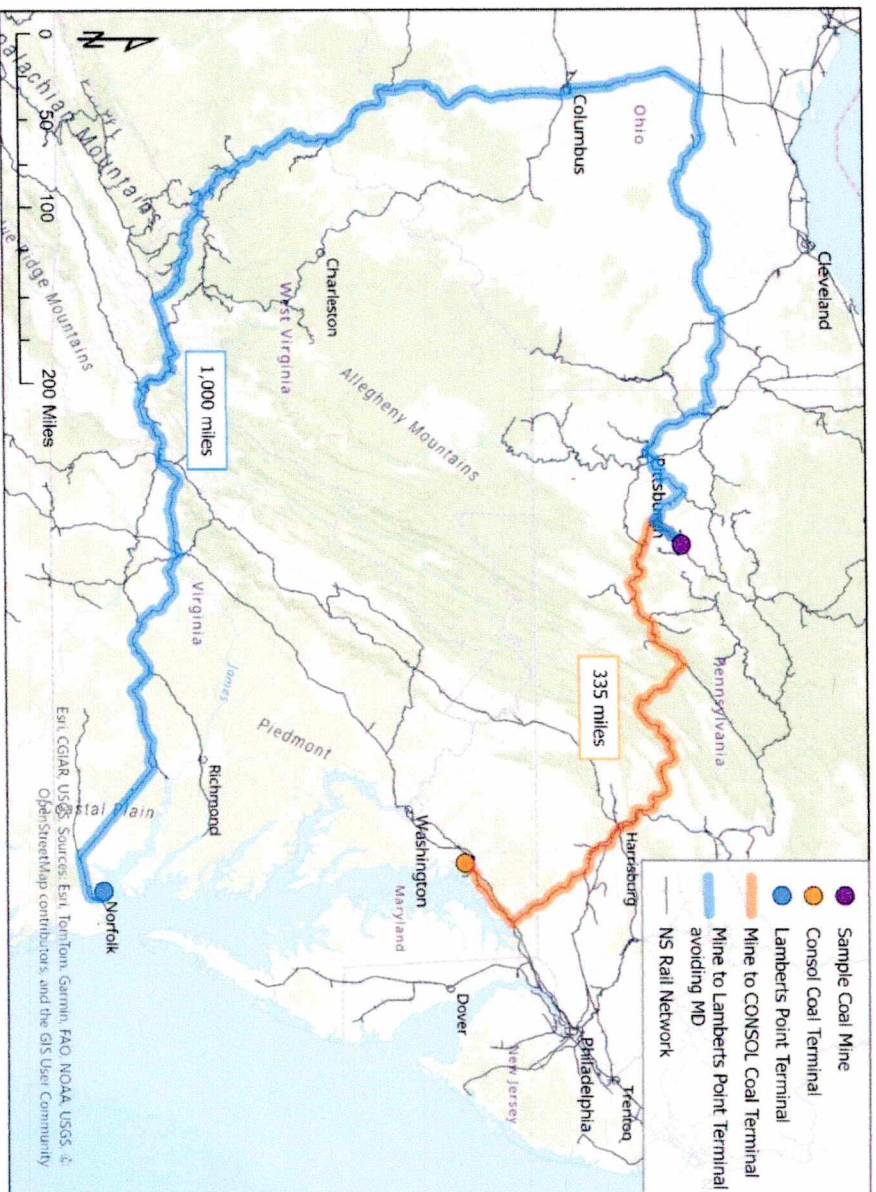 Sample Coal Mine
Consol Coal Terminal
Lamberts Point Terminal
Mine to CONSOL Coal Terminal
Mine to Lamberts Point Terminal
avoiding MD
NS Rail Network
Cleveland
Ohio
Columbus
Pittsburgh
Pennsylvania
Harrisburg
Trenton
Philadelphia
New Jersey
335 miles
Allegheny Mountains
Charleston
West Virginia
Washington
Maryland
Dover
1,000 miles
Virginia
James
Piedmont
Richmond
Norfolk
Coastal Plain
alachian Mountains
ue Ridge Mountains
N
0 50 100 200 Miles
Esri, CGIAR, USGS, Sources: Esri, TomTom, Garmin, FAO, NOAA, USGS, ©
OpenStreetMap contributors, and the GIS User Community